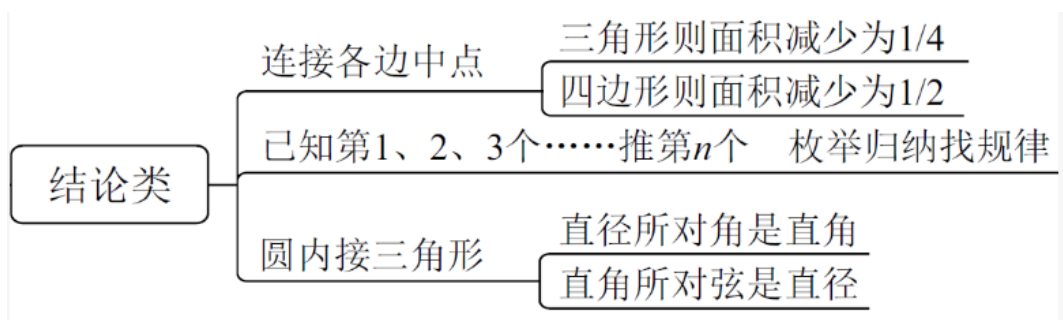 结论类
连接各边中点
三角形则面积减少为1/4
四边形则面积减少为1/2
已知第1、2、3个……推第n个 枚举归纳找规律
圆内接三角形
直径所对角是直角
直角所对弦是直径